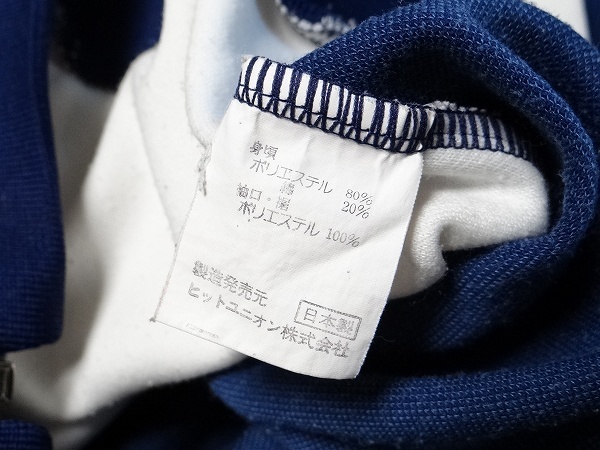 身頃
ポリエステル 80%
綿 20%
袖口・裾
ポリエステル 100%
製造発売元
ヒットユニオン株式会社
日本製